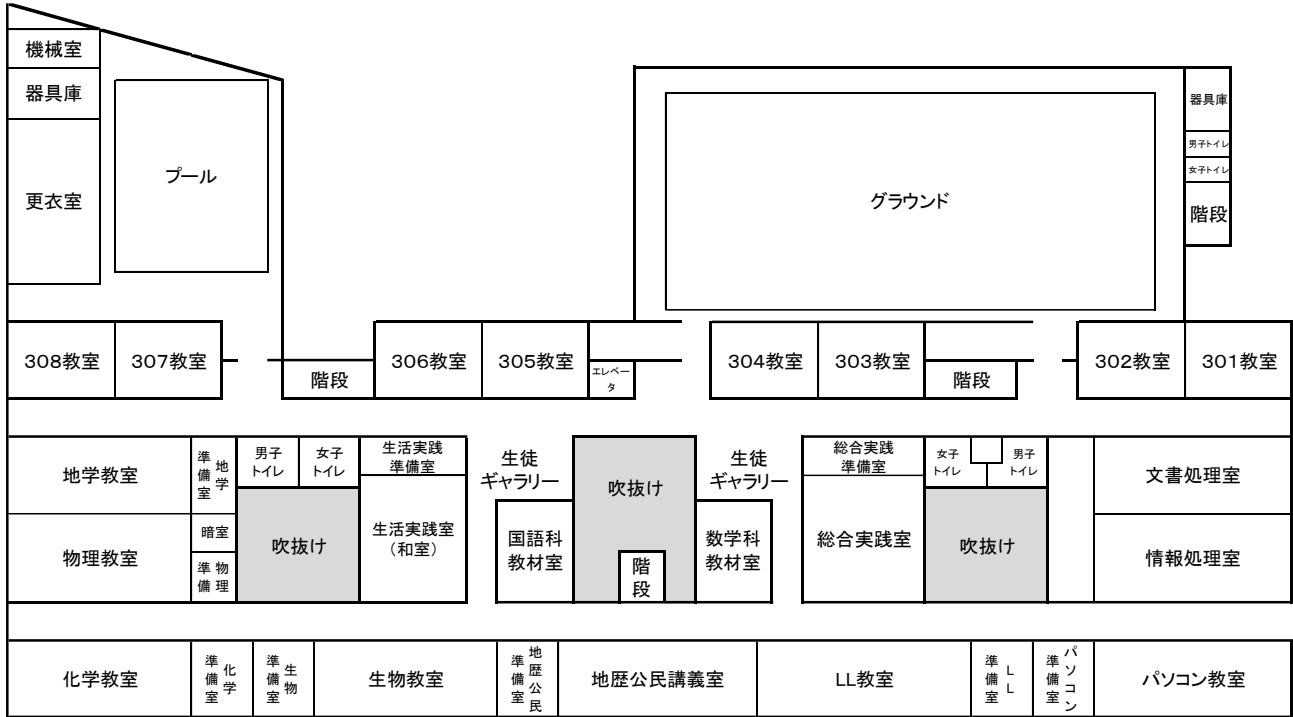 機械室
器具庫
更衣室
プール
グラウンド
器具庫
男子トイレ
女子トイレ
階段
308教室
307教室
階段
306教室
305教室
エレベー
タ
304教室
303教室
階段
302教室
301教室
地学教室
地学
準備室
男子
トイレ
女子
トイレ
生活実践
準備室
生徒
ギャラリー
吹抜け
生徒
ギャラリー
総合実践
準備室
女子
トイレ
男子
トイレ
文書処理室
物理教室
暗室
物理
準備
吹抜け
生活実践室
(和室)
国語科
教材室
階段
数学科
教材室
総合実践室
吹抜け
情報処理室
化学教室
化学
準備室
生物
準備室
生物教室
地歴公民
準備室
地歴公民講義室
LL教室
LL
準備室
パソコン
準備室
パソコン教室